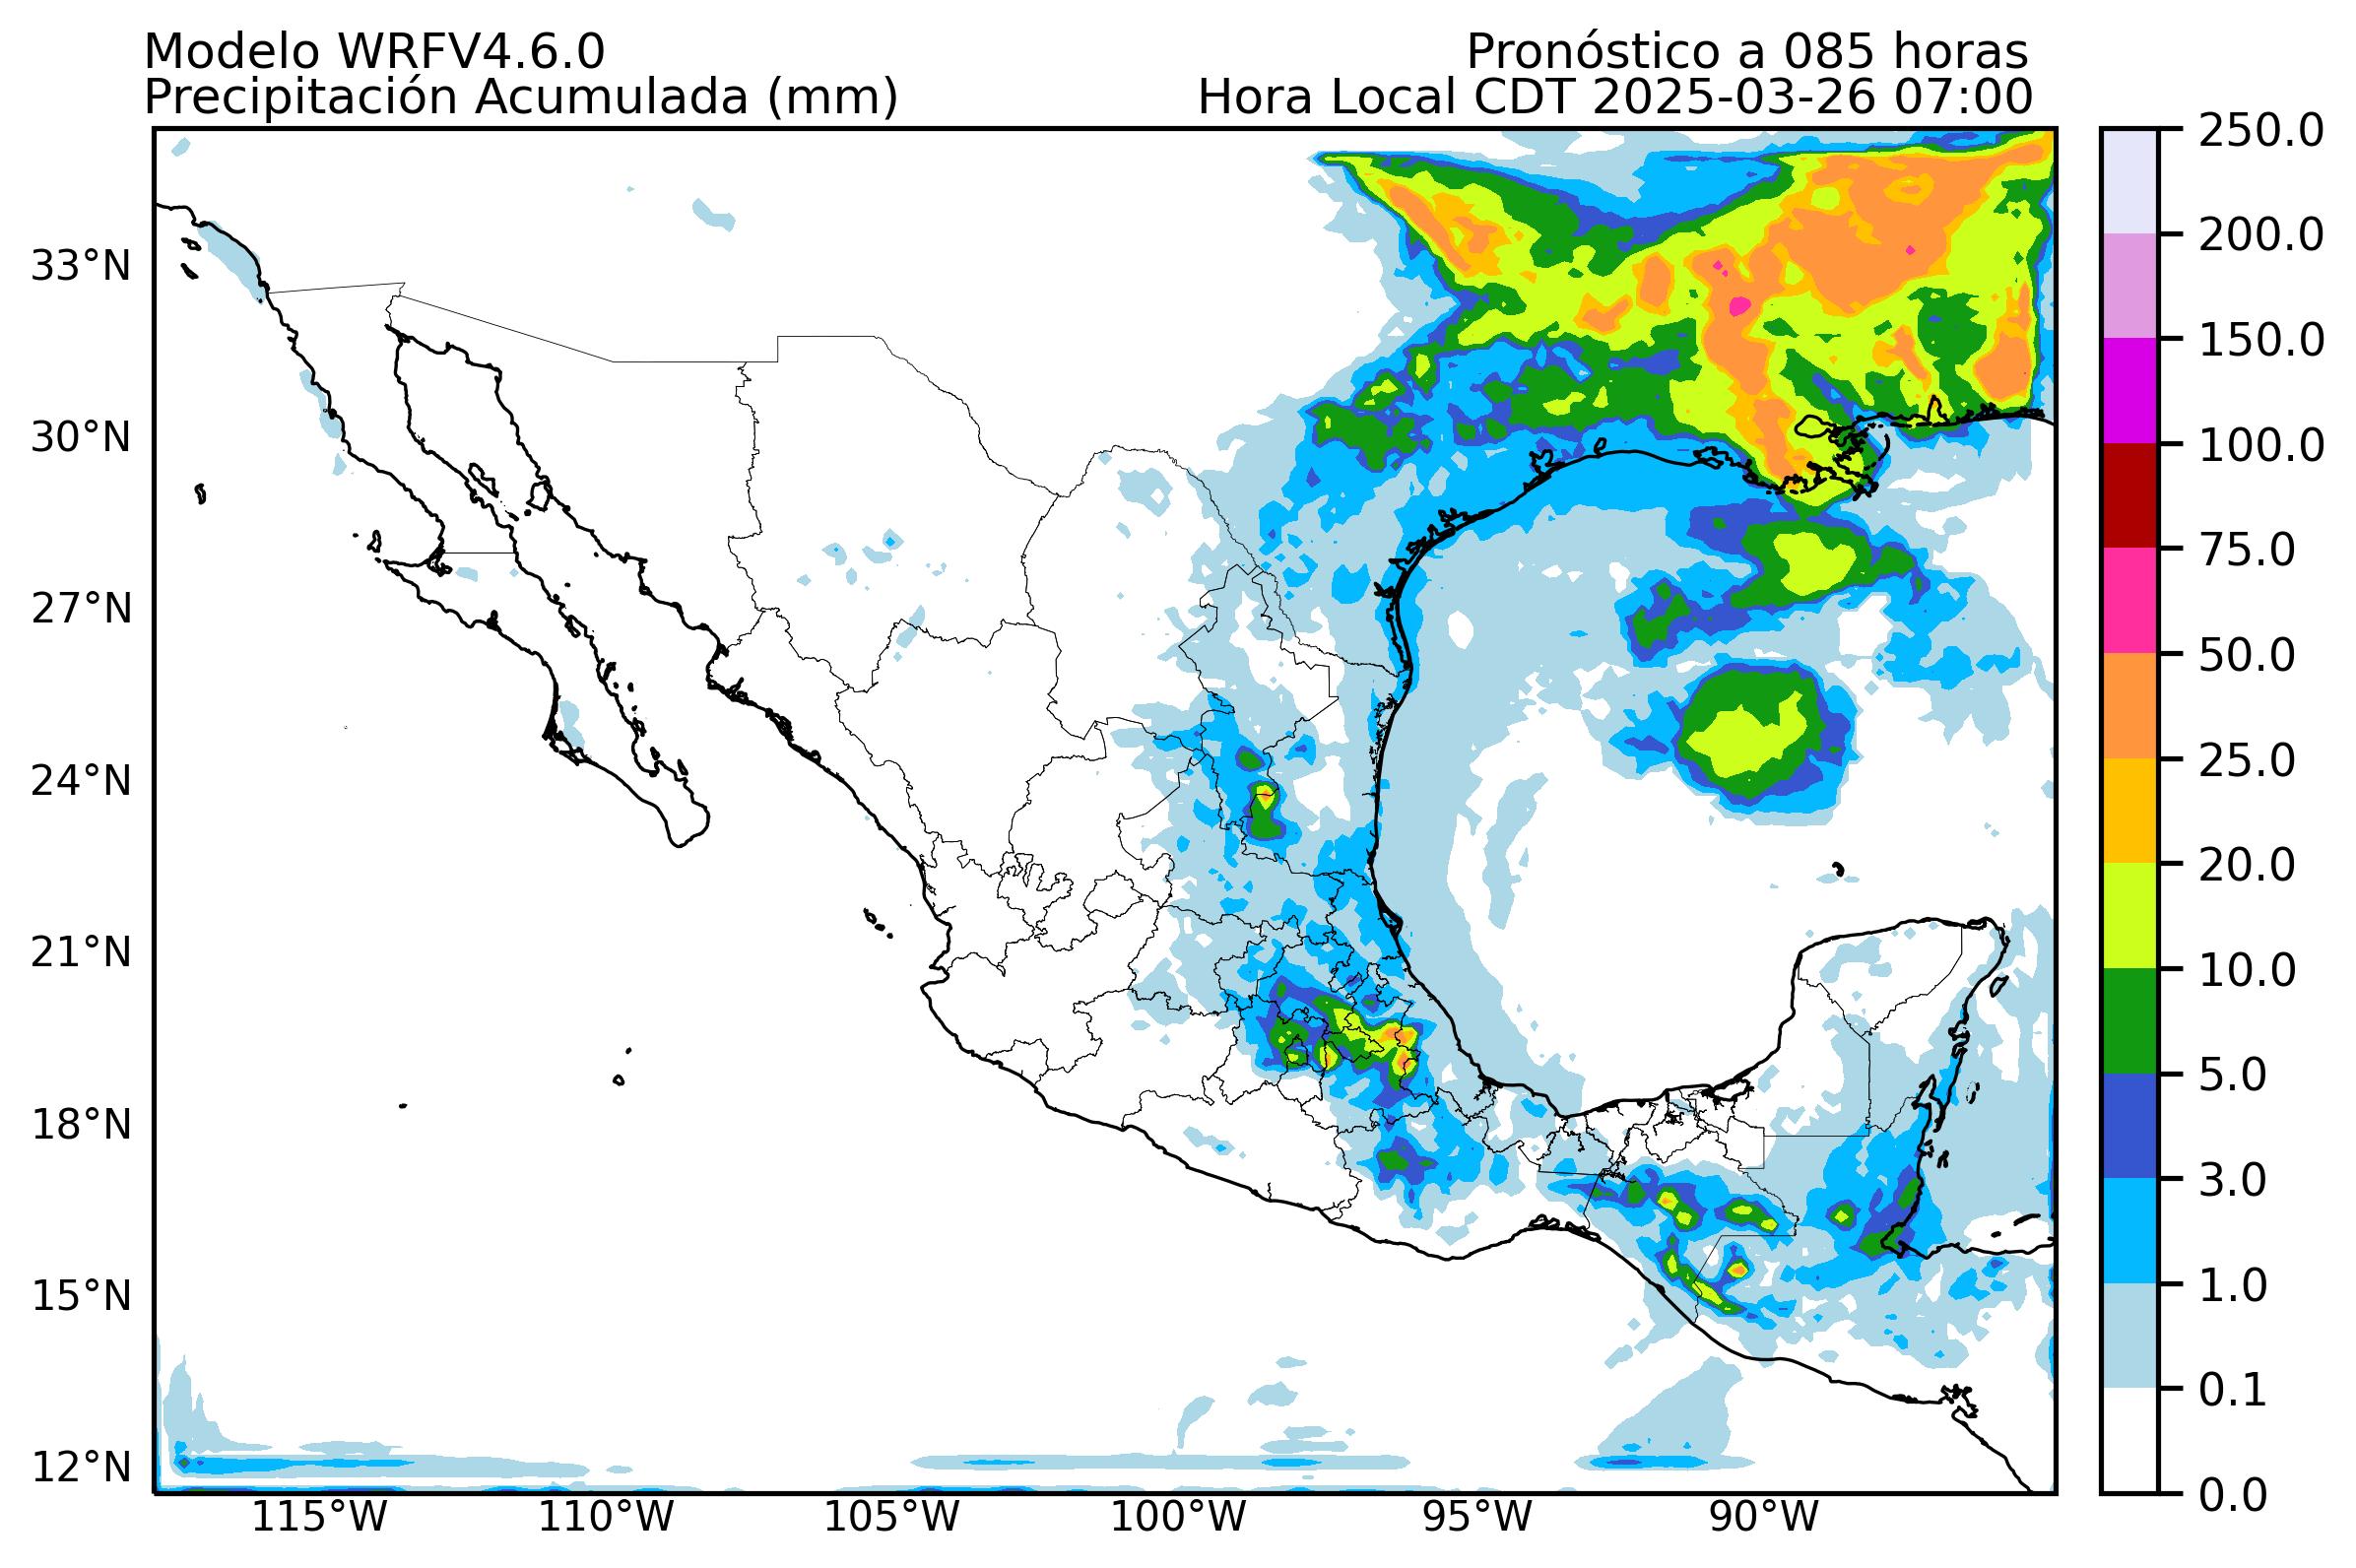 Modelo WRFV4.6.0
Pronóstico a 085 horas
Precipitación Acumulada (mm)
Hora Local CDT 2025-03-26 07:00
33°N
30°N
27°N
24°N
21°N
18°N
15°N
12°N
115°W
110°W
105°W
100°W
95°W
90°W
250.0
200.0
150.0
100.0
75.0
50.0
25.0
20.0
10.0
5.0
3.0
1.0
0.1
0.0